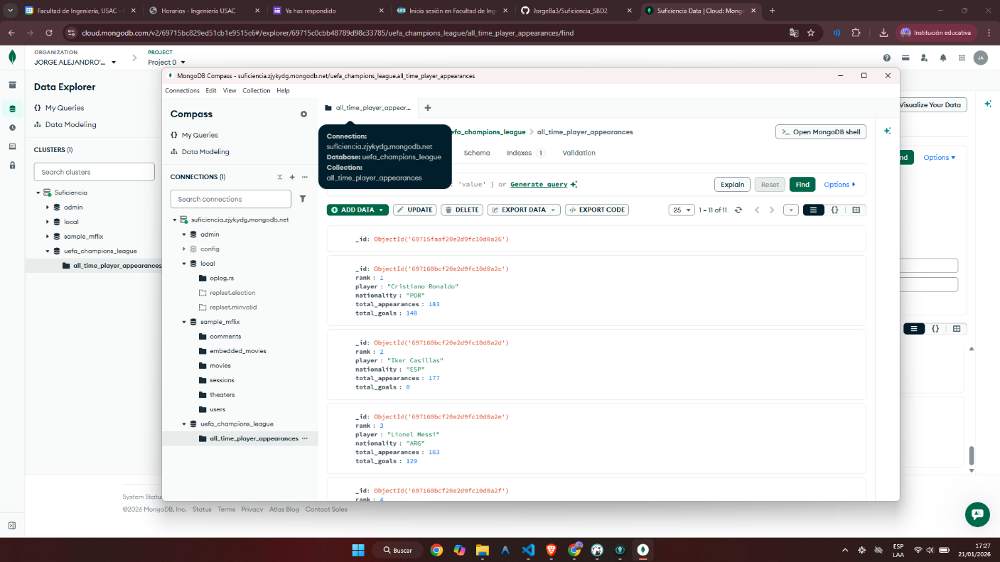 Facultad de Ingeniería, USAC -
Horarios - Ingeniería USAC
Ya has respondido
Inicia sesión en Facultad de Ing
JorgeBa3/Suficiencia_SBD2
Suficiencia Data | Cloud: Mong
cloud.mongodb.com/v2/69715bc829ed51cb1e9515c6#/explorer/69715c0cbb48789d98c33785/uefa_champions_league/all_time_player_appearances/find
Institución educativa
ORGANIZATION
JORGE ALEJANDRO'...
PROJECT
Project 0
JA
Data Explorer
My Queries
Data Modeling
CLUSTERS (1)
Search clusters
Suficiencia
admin
local
sample_mflix
uefa_champions_league
all_time_player_appearances
Visualize Your Data
nd
Options
System Status
©2026 MongoDB, Inc.
Status
Terms
Privacy
Atlas Blog
Contact Sales
MongoDB Compass - suficiencia.zjykydg.mongodb.net/uefa_champions_league.all_time_player_appearances
Connections
Edit
View
Collection
Help
Compass
My Queries
Data Modeling
CONNECTIONS (1)
Search connections
suficiencia.zjykydg.mongodb.net
admin
config
local
oplog.rs
replset.election
replset.minvalid
sample_mflix
comments
embedded_movies
movies
sessions
theaters
users
uefa_champions_league
all_time_player_appearances
all_time_player_appear...
Connection:
suficiencia.zjykydg.mongodb.net
Database: uefa_champions_league
Collection:
all_time_player_appearances
efa_champions_league
all_time_player_appearances
Open MongoDB shell
Schema
Indexes 1
Validation
: 'value' } or Generate query
Explain
Reset
Find
Options
ADD DATA
UPDATE
DELETE
EXPORT DATA
EXPORT CODE
25
1 – 11 of 11
_id: ObjectId('69715faaf20e2d9fc10d0a26')
_id: ObjectId('697160bcf20e2d9fc10d0a2c')
rank : 1
player : "Cristiano Ronaldo"
nationality : "POR"
total_appearances : 183
total_goals : 140
_id: ObjectId('697160bcf20e2d9fc10d0a2d')
rank : 2
player : "Iker Casillas"
nationality : "ESP"
total_appearances : 177
total_goals : 0
_id: ObjectId('697160bcf20e2d9fc10d0a2e')
rank : 3
player : "Lionel Messi"
nationality : "ARG"
total_appearances : 163
total_goals : 129
_id: ObjectId('697160bcf20e2d9fc10d0a2f')
rank : 4
Buscar
ESP
LAA
17:27
21/01/2026